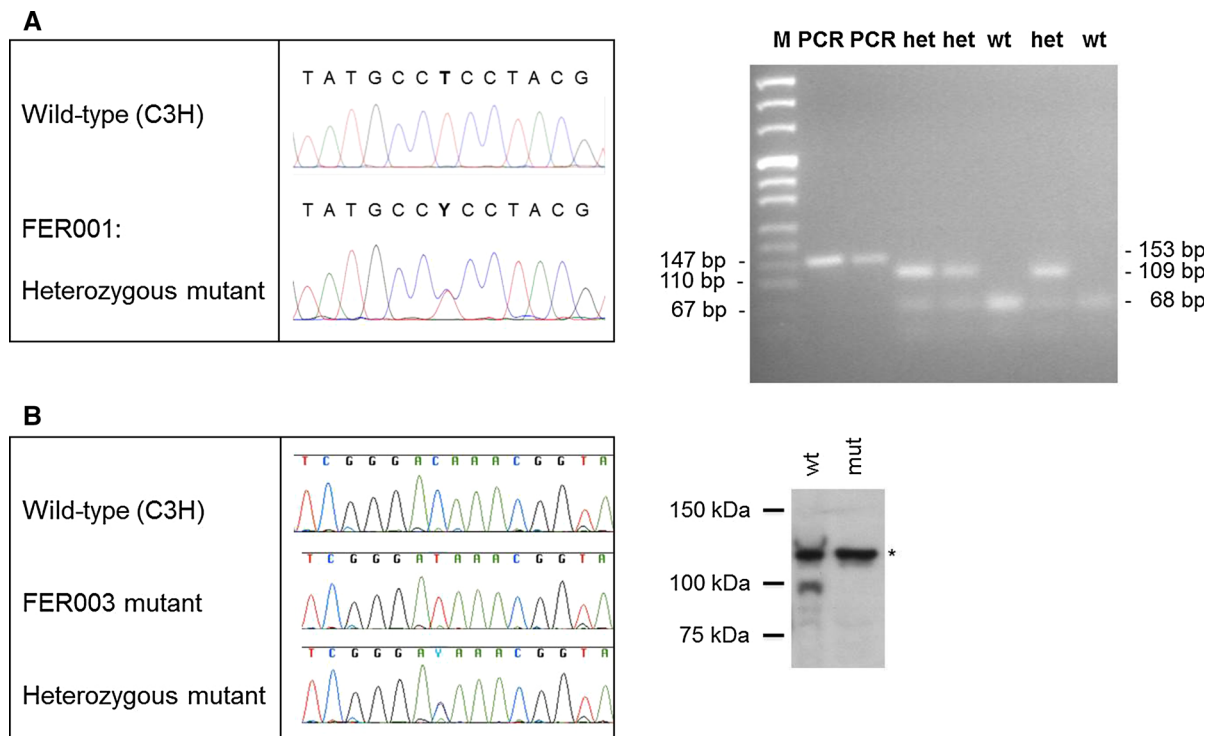 A
Wild-type (C3H)
T A T G C C T C C T A C G
FER001:
T A T G C C Y C C T A C G
Heterozygous mutant
M PCR PCR het het wt het wt
147 bp -
110 bp -
67 bp -
- 153 bp
- 109 bp
- 68 bp
B
Wild-type (C3H)
T C G G G A C A A A C G G T A
FER003 mutant
T C G G G A T A A A C G G T A
Heterozygous mutant
T C G G G A Y A A A C G G T A
wt mut
150 kDa
100 kDa
75 kDa
*